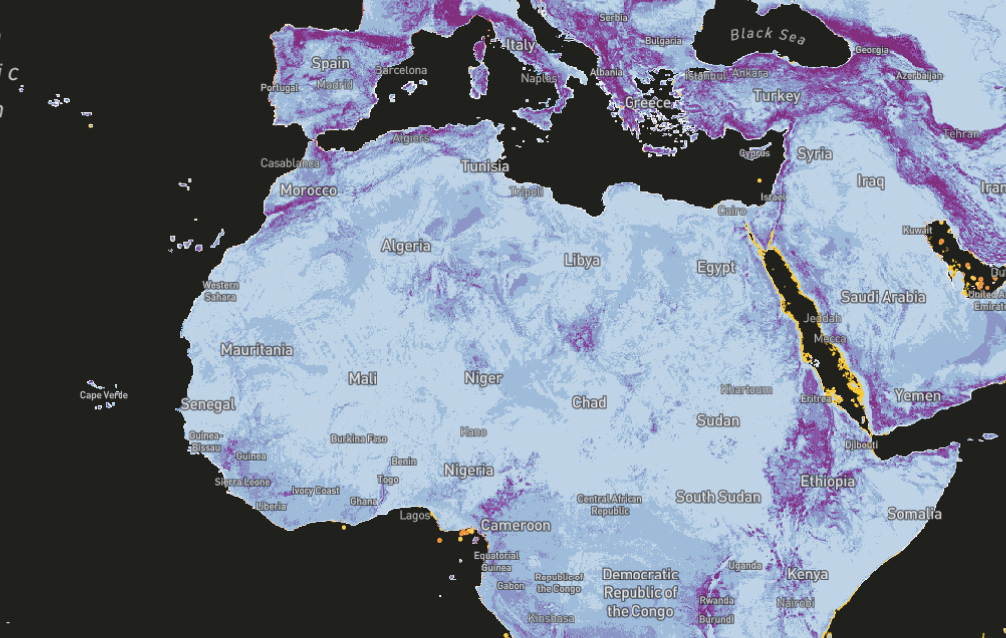 Serbia
Black Sea
Bulgaria
Italy
Georgia
Spain
Barcelona
Albania
Istanbul
Ankara
Azerbaijan
Portugal
Madrid
Naples
Greece
Turkey
i c
n
Algiers
Tehran
Casablanca
Tunisia
Cyprus
Syria
Morocco
Tripoli
Israel
Iraq
Iran
Cairo
Kuwait
Algeria
Libya
Egypt
Western
Sahara
Saudi Arabia
United A
Emirate
Jeddah
Mecca
Mauritania
Mali
Niger
Chad
Khartoum
Eritrea
Yemen
Cape Verde
Senegal
Sudan
Kano
Guinea-
Bissau
Burkina Faso
Djibouti
Guinea
Benin
Nigeria
Sierra Leone
Togo
Ivory Coast
Ghana
Central African
Republic
South Sudan
Ethiopia
Liberia
Lagos
Cameroon
Somalia
Equatorial
Guinea
Uganda
Gabon
Republic of
the Congo
Democratic
Republic of
the Congo
Kenya
Rwanda
Nairobi
Kinshasa
Burundi